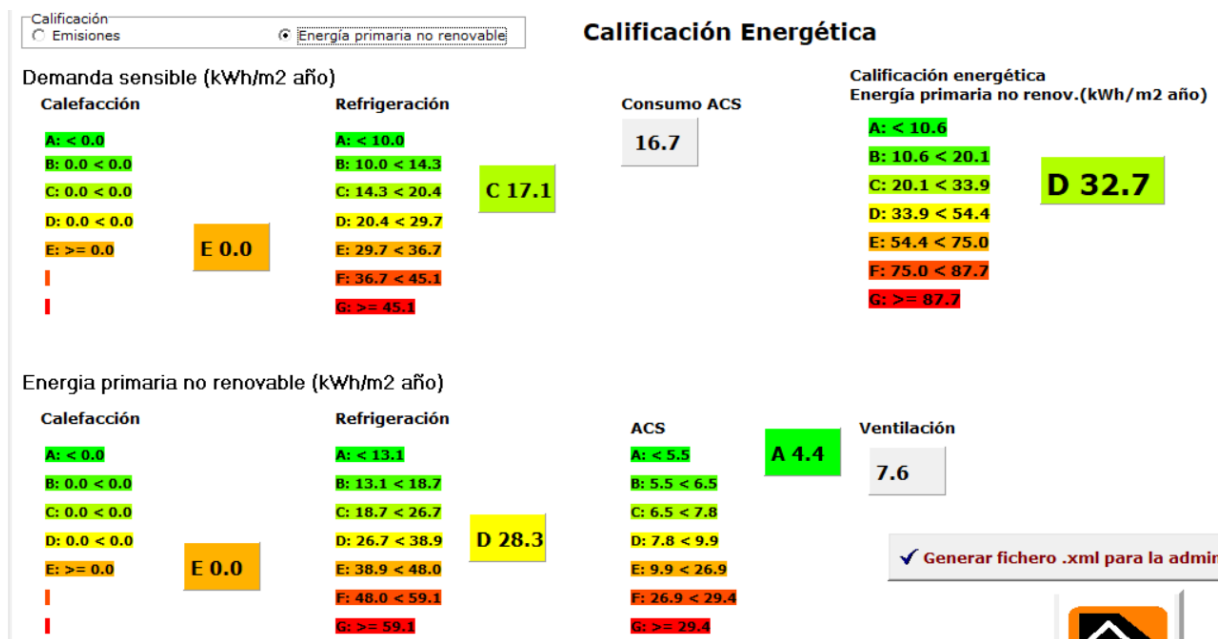 Calificación
Emisiones
Energía primaria no renovable
Calificación Energética
Demanda sensible (kWh/m2 año)
Calefacción
A: < 0.0
B: 0.0 < 0.0
C: 0.0 < 0.0
D: 0.0 < 0.0
E: >= 0.0
E 0.0
Refrigeración
A: < 10.0
B: 10.0 < 14.3
C: 14.3 < 20.4
D: 20.4 < 29.7
E: 29.7 < 36.7
F: 36.7 < 45.1
G: >= 45.1
C 17.1
Consumo ACS
16.7
Calificación energética
Energía primaria no renov.(kWh/m2 año)
A: < 10.6
B: 10.6 < 20.1
C: 20.1 < 33.9
D: 33.9 < 54.4
E: 54.4 < 75.0
F: 75.0 < 87.7
G: >= 87.7
D 32.7
Energia primaria no renovable (kWh/m2 año)
Calefacción
A: < 0.0
B: 0.0 < 0.0
C: 0.0 < 0.0
D: 0.0 < 0.0
E: >= 0.0
E 0.0
Refrigeración
A: < 13.1
B: 13.1 < 18.7
C: 18.7 < 26.7
D: 26.7 < 38.9
E: 38.9 < 48.0
F: 48.0 < 59.1
G: >= 59.1
D 28.3
ACS
A: < 5.5
B: 5.5 < 6.5
C: 6.5 < 7.8
D: 7.8 < 9.9
E: 9.9 < 26.9
F: 26.9 < 29.4
G: >= 29.4
A 4.4
Ventilación
7.6
Generar fichero .xml para la admin